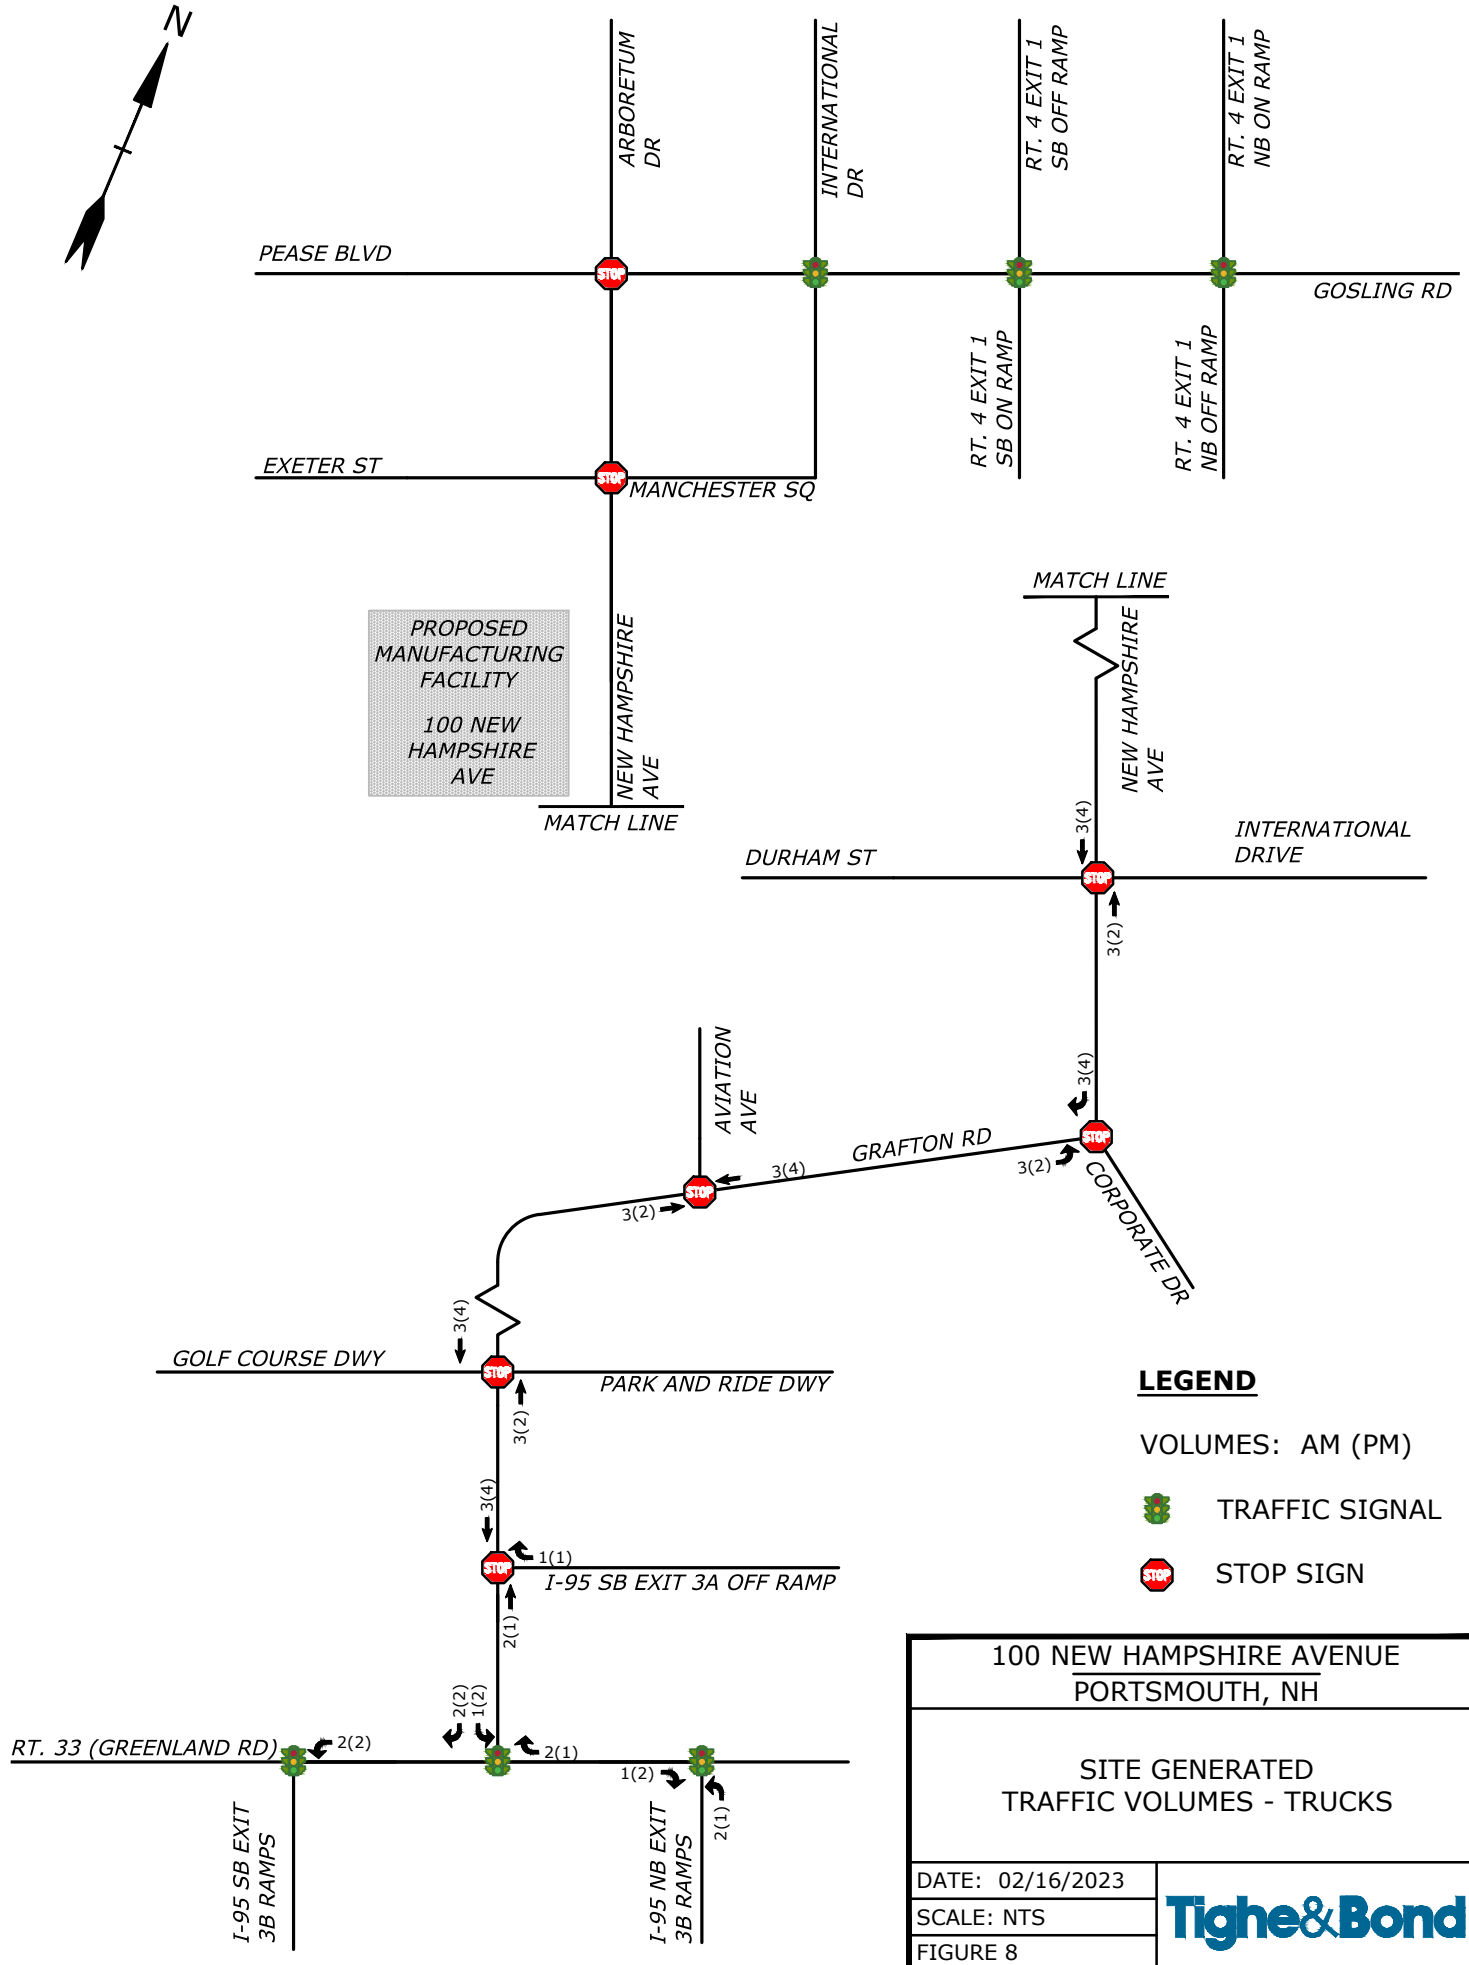 N
ARBORETUM
DR
INTERNATIONAL
DR
RT. 4 EXIT 1
SB OFF RAMP
RT. 4 EXIT 1
NB ON RAMP
PEASE BLVD
STOP
GOSLING RD
RT. 4 EXIT 1
SB ON RAMP
RT. 4 EXIT 1
NB OFF RAMP
EXETER ST
STOP
MANCHESTER SQ
PROPOSED
MANUFACTURING
FACILITY
100 NEW
HAMPSHIRE
AVE
NEW HAMPSHIRE
AVE
MATCH LINE
MATCH LINE
NEW HAMPSHIRE
AVE
3(4)
DURHAM ST
INTERNATIONAL
DRIVE
STOP
3(2)
3(4)
STOP
AVIATION
AVE
GRAFTON RD
3(4)
3(2)
STOP
3(2)
CORPORATE DR
3(4)
GOLF COURSE DWY
STOP
PARK AND RIDE DWY
3(2)
3(4)
STOP
1(1)
I-95 SB EXIT 3A OFF RAMP
2(1)
2(2)
1(2)
RT. 33 (GREENLAND RD)
2(2)
2(1)
1(2)
2(1)
I-95 SB EXIT
3B RAMPS
I-95 NB EXIT
3B RAMPS
LEGEND
VOLUMES: AM (PM)
TRAFFIC SIGNAL
STOP
STOP SIGN
100 NEW HAMPSHIRE AVENUE
PORTSMOUTH, NH
SITE GENERATED
TRAFFIC VOLUMES - TRUCKS
DATE: 02/16/2023
SCALE: NTS
FIGURE 8
Tighe&Bond